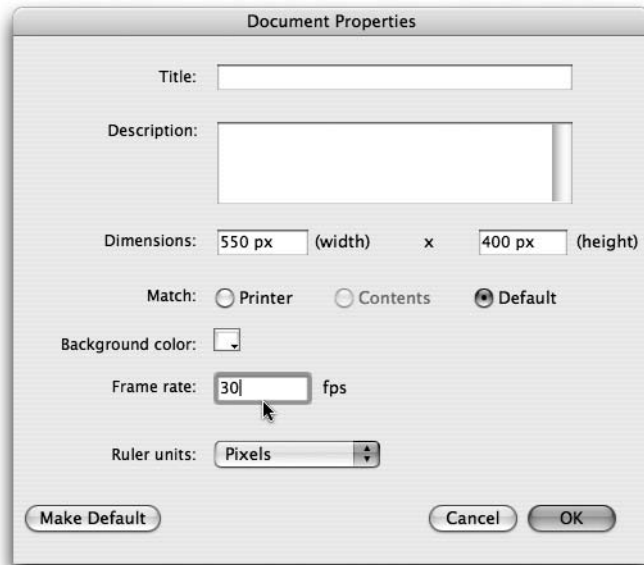 Document Properties
Title:
Description:
Dimensions: 550 px (width) x 400 px (height)
Match: Printer Contents Default
Background color:
Frame rate: 30 fps
Ruler units: Pixels
Make Default Cancel OK